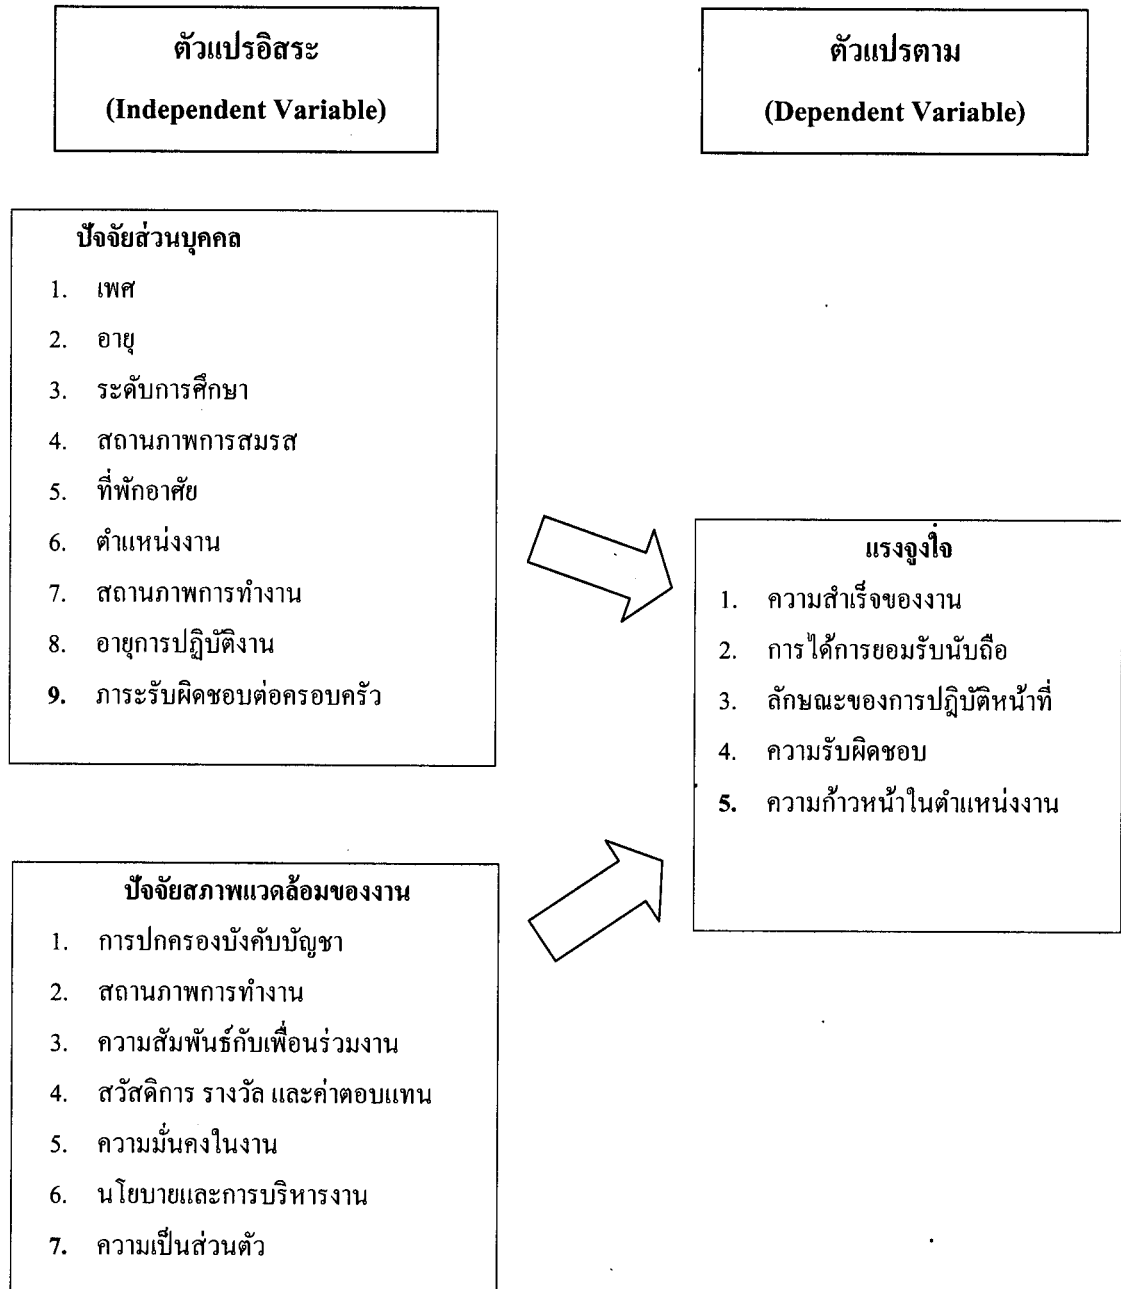 ตัวแปรอิสระ
(Independent Variable)
ตัวแปรตาม
(Dependent Variable)
ปัจจัยส่วนบุคคล
1. เพศ
2. อายุ
3. ระดับการศึกษา
4. สถานภาพการสมรส
5. ที่พักอาศัย
6. ตำแหน่งงาน
7. สถานภาพการทำงาน
8. อายุการปฏิบัติงาน
9. ภาระรับผิดชอบต่อครอบครัว
แรงจูงใจ
1. ความสำเร็จของงาน
2. การได้การยอมรับนับถือ
3. ลักษณะของการปฎิบัติหน้าที่
4. ความรับผิดชอบ
5. ความก้าวหน้าในตำแหน่งงาน
ปัจจัยสภาพแวดล้อมของงาน
1. การปกครองบังคับบัญชา
2. สถานภาพการทำงาน
3. ความสัมพันธ์กับเพื่อนร่วมงาน
4. สวัสดิการ รางวัล และค่าตอบแทน
5. ความมั่นคงในงาน
6. นโยบายและการบริหารงาน
7. ความเป็นส่วนตัว